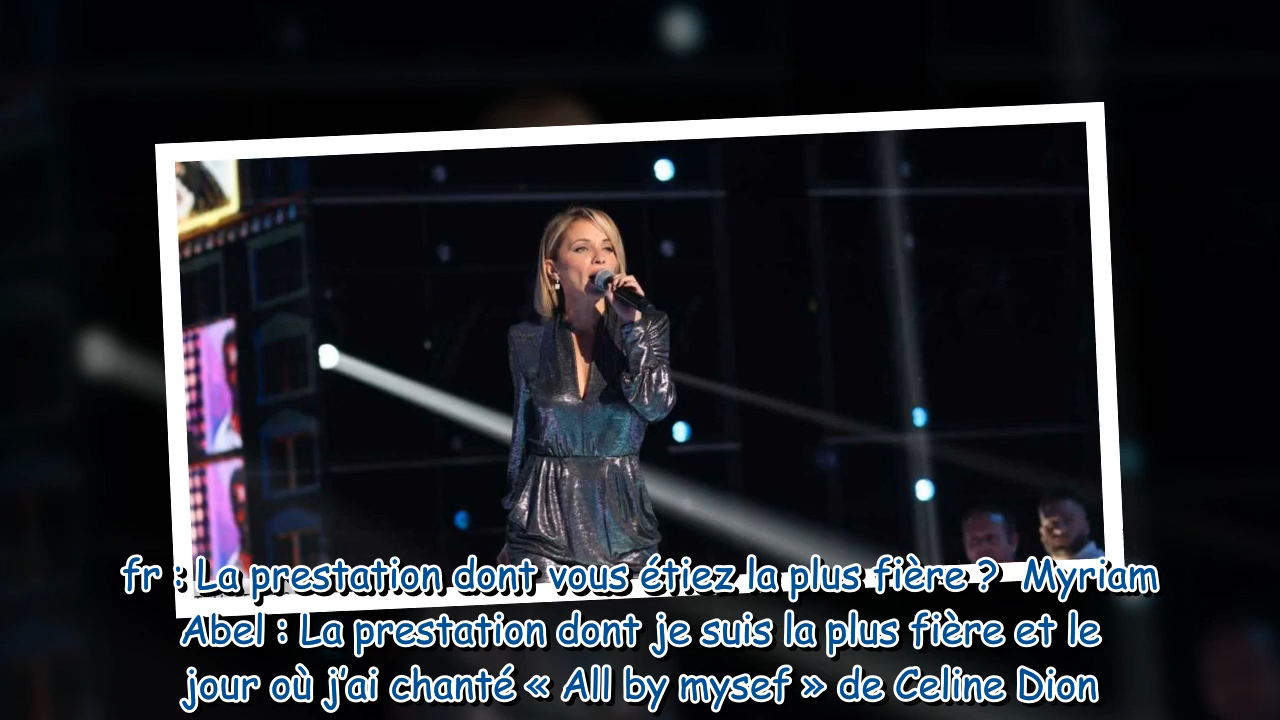 fr : La prestation dont vous étiez la plus fière ?  Myriam
Abel : La prestation dont je suis la plus fière et le
jour où j’ai chanté « All by mysef » de Celine Dion